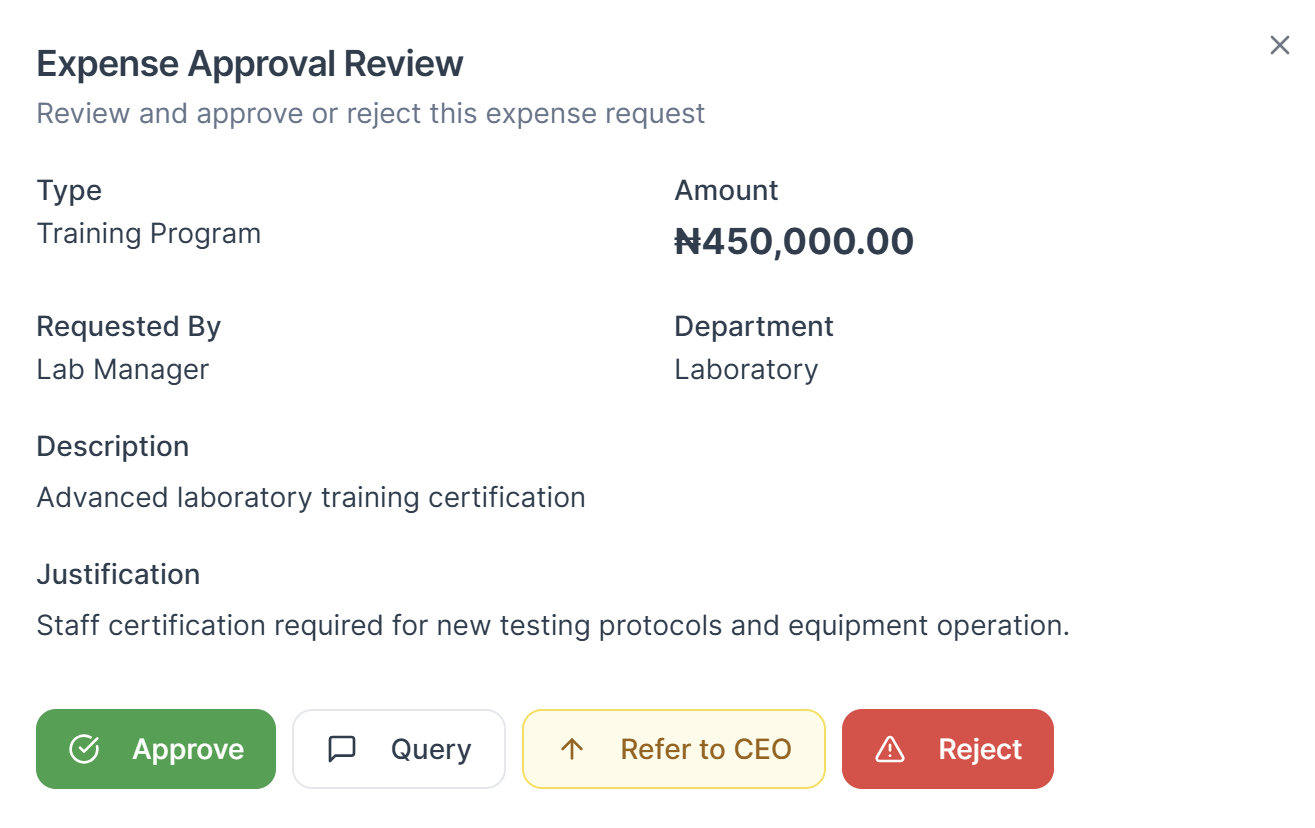 Expense Approval Review
Review and approve or reject this expense request
Type
Training Program
Amount
₦450,000.00
Requested By
Lab Manager
Department
Laboratory
Description
Advanced laboratory training certification
Justification
Staff certification required for new testing protocols and equipment operation.
Approve
Query
Refer to CEO
Reject